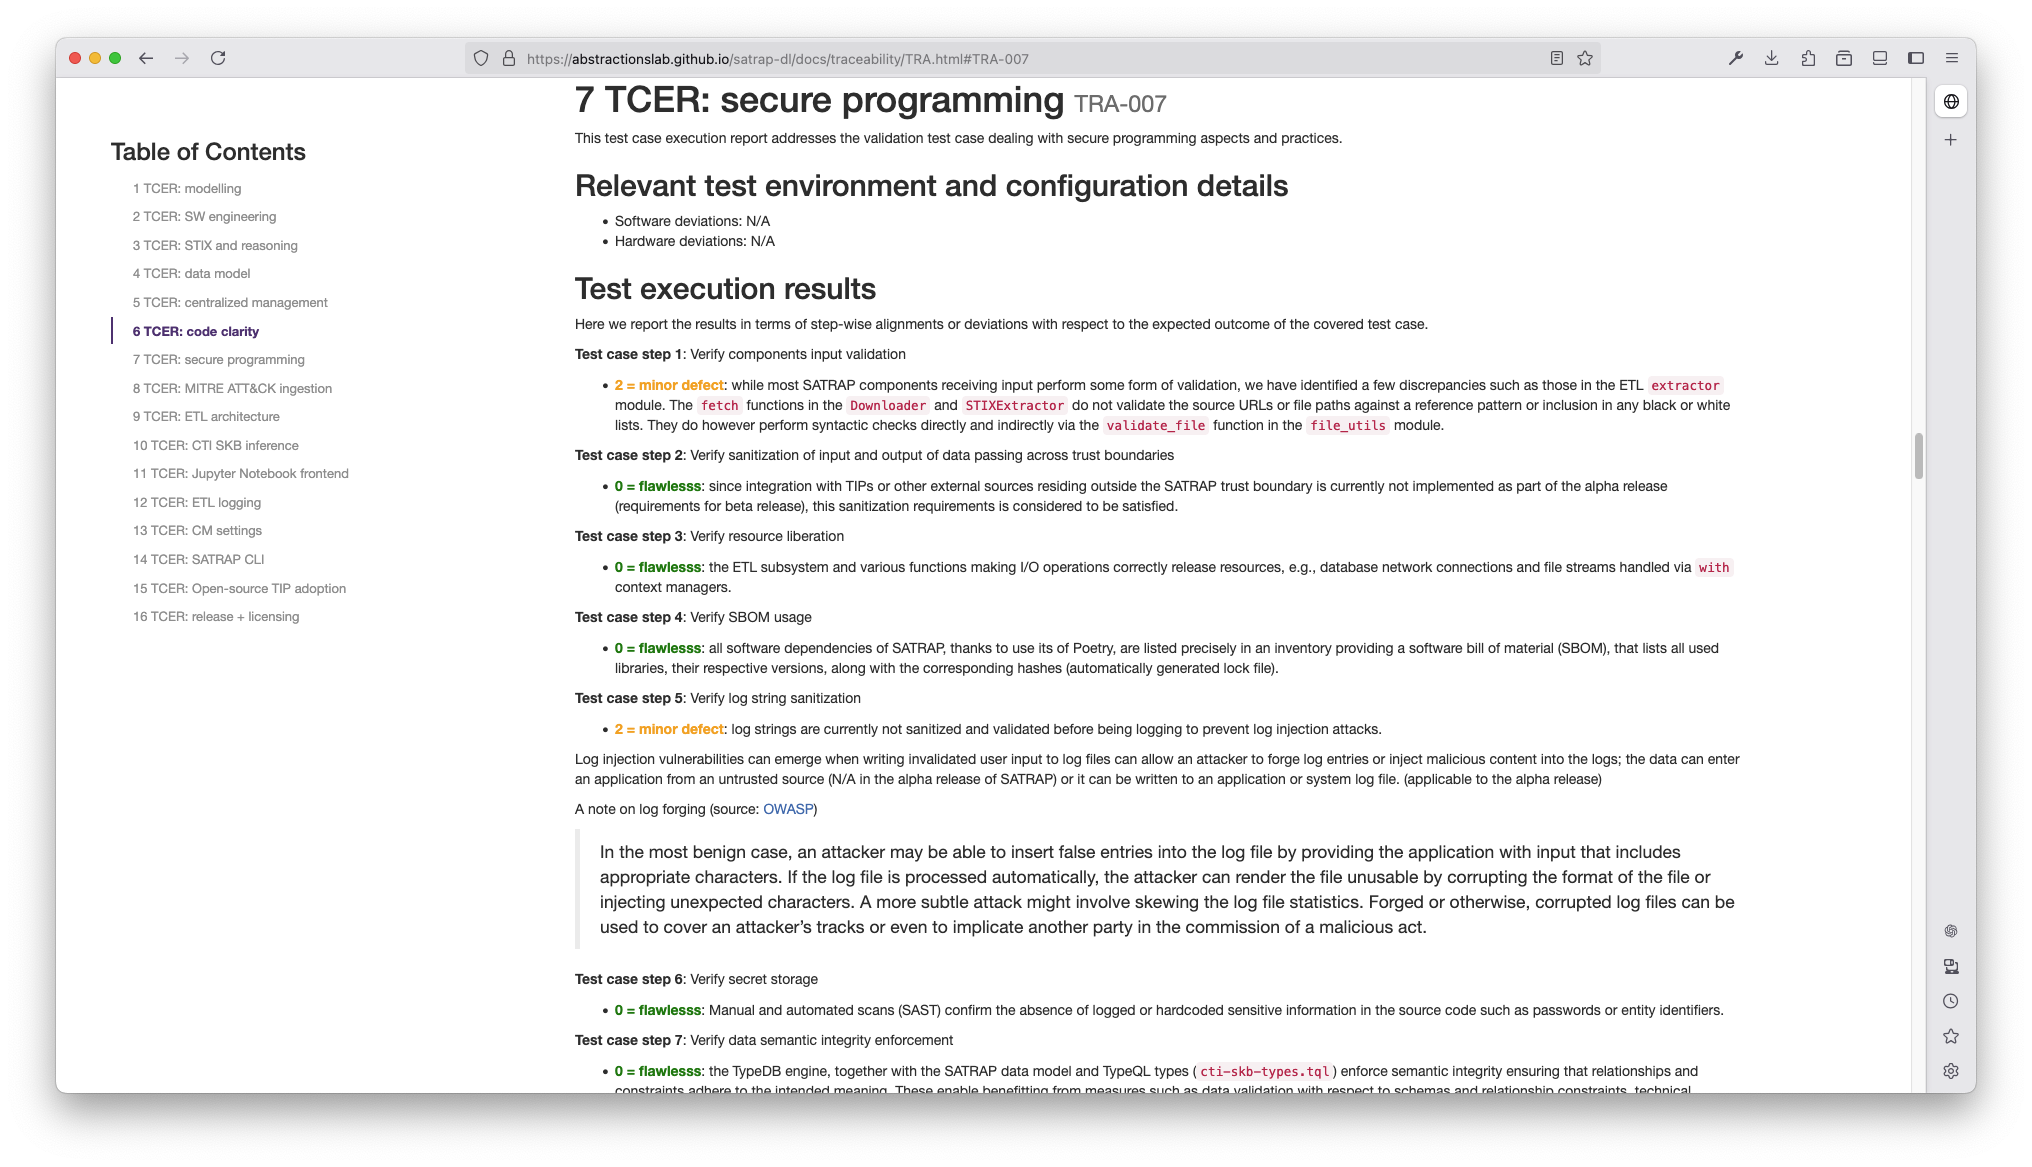 https://abstractionslab.github.io/satrap-dl/docs/traceability/TRA.html#TRA-007
Table of Contents
1 TCER: modelling
2 TCER: SW engineering
3 TCER: STIX and reasoning
4 TCER: data model
5 TCER: centralized management
6 TCER: code clarity
7 TCER: secure programming
8 TCER: MITRE ATT&CK ingestion
9 TCER: ETL architecture
10 TCER: CTI SKB inference
11 TCER: Jupyter Notebook frontend
12 TCER: ETL logging
13 TCER: CM settings
14 TCER: SATRAP CLI
15 TCER: Open-source TIP adoption
16 TCER: release + licensing
7 TCER: secure programming TRA-007
This test case execution report addresses the validation test case dealing with secure programming aspects and practices.
Relevant test environment and configuration details
• Software deviations: N/A
• Hardware deviations: N/A
Test execution results
Here we report the results in terms of step-wise alignments or deviations with respect to the expected outcome of the covered test case.
Test case step 1: Verify components input validation
• 2 = minor defect: while most SATRAP components receiving input perform some form of validation, we have identified a few discrepancies such as those in the ETL extractor
module. The fetch functions in the Downloader and STIXExtractor do not validate the source URLs or file paths against a reference pattern or inclusion in any black or white
lists. They do however perform syntactic checks directly and indirectly via the validate_file function in the file_utils module.
Test case step 2: Verify sanitization of input and output of data passing across trust boundaries
• 0 = flawlesss: since integration with TIPs or other external sources residing outside the SATRAP trust boundary is currently not implemented as part of the alpha release
(requirements for beta release), this sanitization requirements is considered to be satisfied.
Test case step 3: Verify resource liberation
• 0 = flawlesss: the ETL subsystem and various functions making I/O operations correctly release resources, e.g., database network connections and file streams handled via with
context managers.
Test case step 4: Verify SBOM usage
• 0 = flawlesss: all software dependencies of SATRAP, thanks to use its of Poetry, are listed precisely in an inventory providing a software bill of material (SBOM), that lists all used
libraries, their respective versions, along with the corresponding hashes (automatically generated lock file).
Test case step 5: Verify log string sanitization
• 2 = minor defect: log strings are currently not sanitized and validated before being logging to prevent log injection attacks.
Log injection vulnerabilities can emerge when writing invalidated user input to log files can allow an attacker to forge log entries or inject malicious content into the logs; the data can enter
an application from an untrusted source (N/A in the alpha release of SATRAP) or it can be written to an application or system log file. (applicable to the alpha release)
A note on log forging (source: OWASP)
In the most benign case, an attacker may be able to insert false entries into the log file by providing the application with input that includes
appropriate characters. If the log file is processed automatically, the attacker can render the file unusable by corrupting the format of the file or
injecting unexpected characters. A more subtle attack might involve skewing the log file statistics. Forged or otherwise, corrupted log files can be
used to cover an attacker’s tracks or even to implicate another party in the commission of a malicious act.
Test case step 6: Verify secret storage
• 0 = flawlesss: Manual and automated scans (SAST) confirm the absence of logged or hardcoded sensitive information in the source code such as passwords or entity identifiers.
Test case step 7: Verify data semantic integrity enforcement
• 0 = flawlesss: the TypeDB engine, together with the SATRAP data model and TypeQL types (cti-skb-types.tql) enforce semantic integrity ensuring that relationships and
constraints adhere to the intended meaning. These enable benefitting from measures such as data validation with respect to schemas and relationship constraints, technical